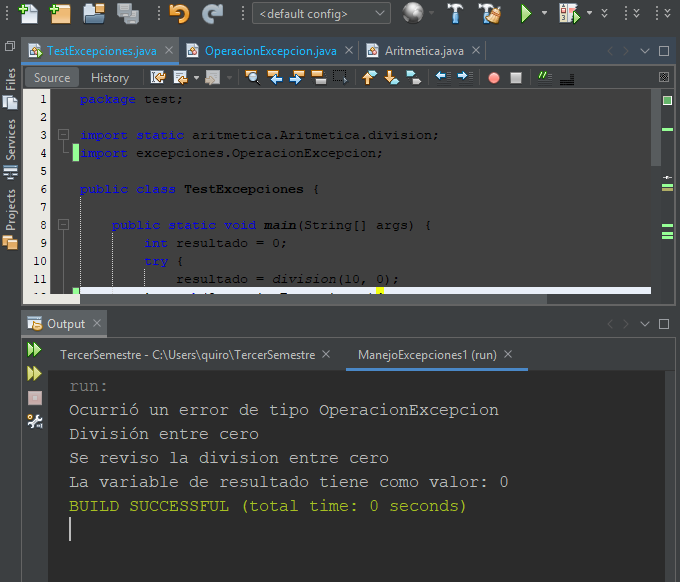 <default config>
TestExcepciones.java
OperacionExcepcion.java
Aritmetica.java
Source
History
Files
Services
Projects
1 package test;
2
3 import static aritmetica.Aritmetica.division;
4 import excepciones.OperacionExcepcion;
5
6 public class TestExcepciones {
7
8 public static void main(String[] args) {
9 int resultado = 0;
10 try {
11 resultado = division(10, 0);
Output
TercerSemestre - C:\Users\quiro\TercerSemestre
ManejoExcepciones1 (run)
run:
Ocurrió un error de tipo OperacionExcepcion
División entre cero
Se reviso la division entre cero
La variable de resultado tiene como valor: 0
BUILD SUCCESSFUL (total time: 0 seconds)